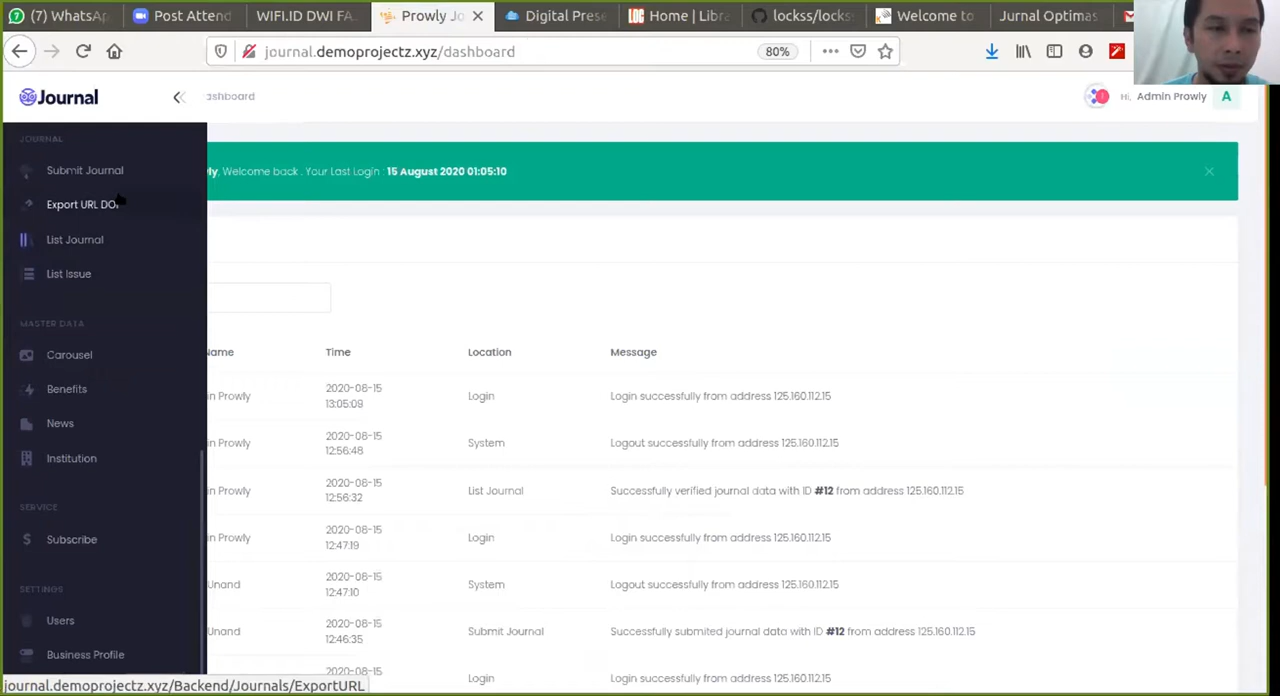 (7) WhatsA
Post Attend
WIFI.ID DWI FA
Prowly Jo
Digital Prese
LOC Home | Libra
lockss/locks
Welcome to
Jurnal Optimas
journal.demoprojectz.xyz/dashboard
80%
Journal
ashboard
Hi, Admin Prowly A
JOURNAL
Submit Journal
Export URL DOI
List Journal
List Issue
MASTER DATA
Carousel
Benefits
News
Institution
SERVICE
Subscribe
SETTINGS
Users
Business Profile
ly, Welcome back . Your Last Login : 15 August 2020 01:05:10
Name Time Location Message
in Prowly 2020-08-15 13:05:09 Login Login successfully from address 125.160.112.15
in Prowly 2020-08-15 12:56:48 System Logout successfully from address 125.160.112.15
in Prowly 2020-08-15 12:56:32 List Journal Successfully verified journal data with ID #12 from address 125.160.112.15
in Prowly 2020-08-15 12:47:19 Login Login successfully from address 125.160.112.15
Unand 2020-08-15 12:47:10 System Logout successfully from address 125.160.112.15
Unand 2020-08-15 12:46:35 Submit Journal Successfully submited journal data with ID #12 from address 125.160.112.15
2020-08-15 Login Login successfully from address 125.160.112.15
journal.demoprojectz.xyz/Backend/Journals/ExportURL